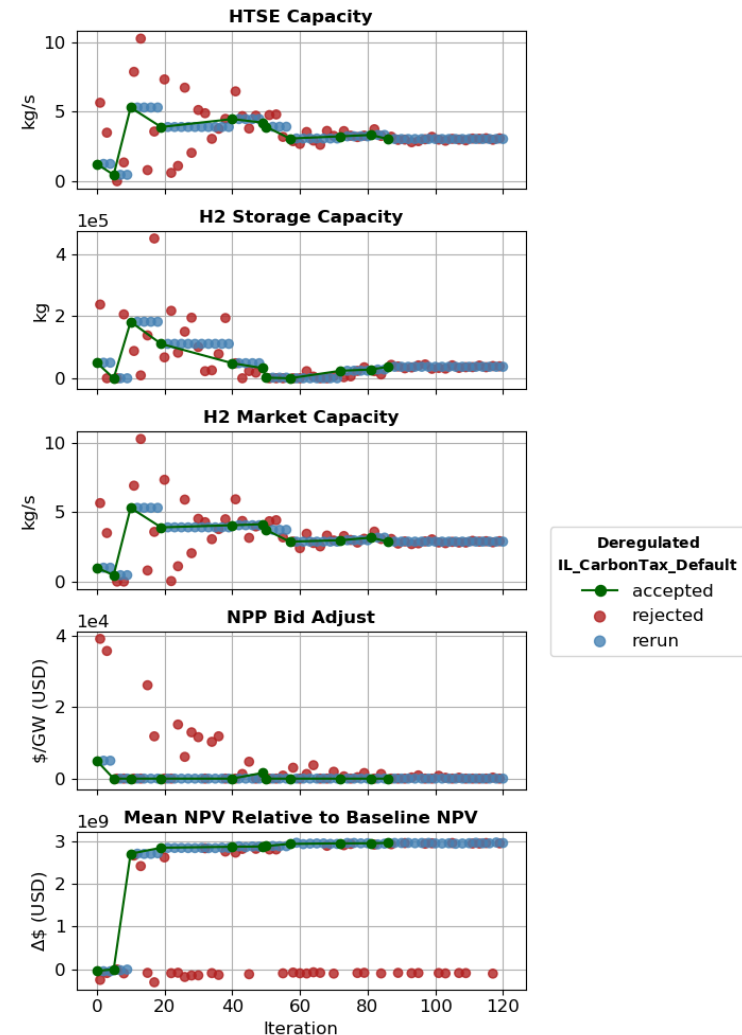 HTSE Capacity
10
5
0
kg/s
H2 Storage Capacity
1e5
4
2
0
kg
H2 Market Capacity
10
5
0
kg/s
Deregulated
IL_CarbonTax_Default
accepted
rejected
rerun
NPP Bid Adjust
1e4
4
2
0
$/GW (USD)
Mean NPV Relative to Baseline NPV
1e9
3
2
1
0
Δ$ (USD)
0 20 40 60 80 100 120
Iteration